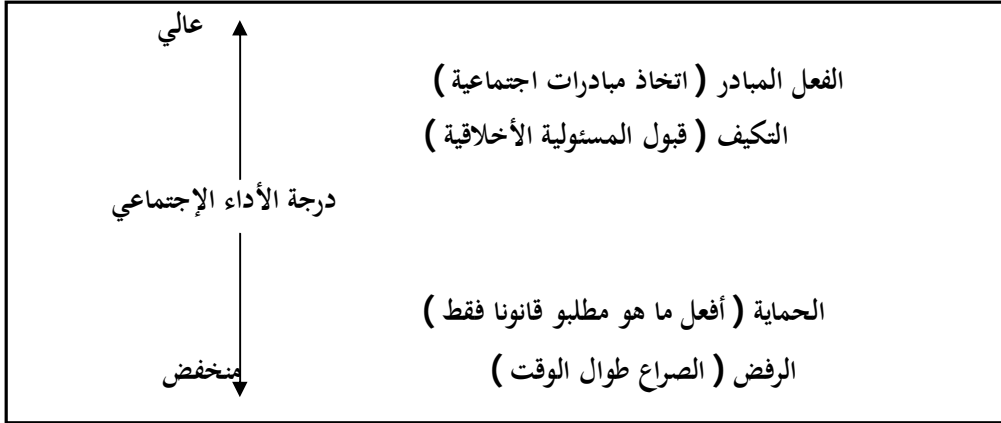 عالي
الفعل المبادر ( اتخاذ مبادرات اجتماعية )
التكيف ( قبول المسئولية الأخلاقية )
درجة الأداء الإجتماعي
الحماية ( أفعل ما هو مطلبو قانونا فقط )
الرفض ( الصراع طوال الوقت )
منخفض